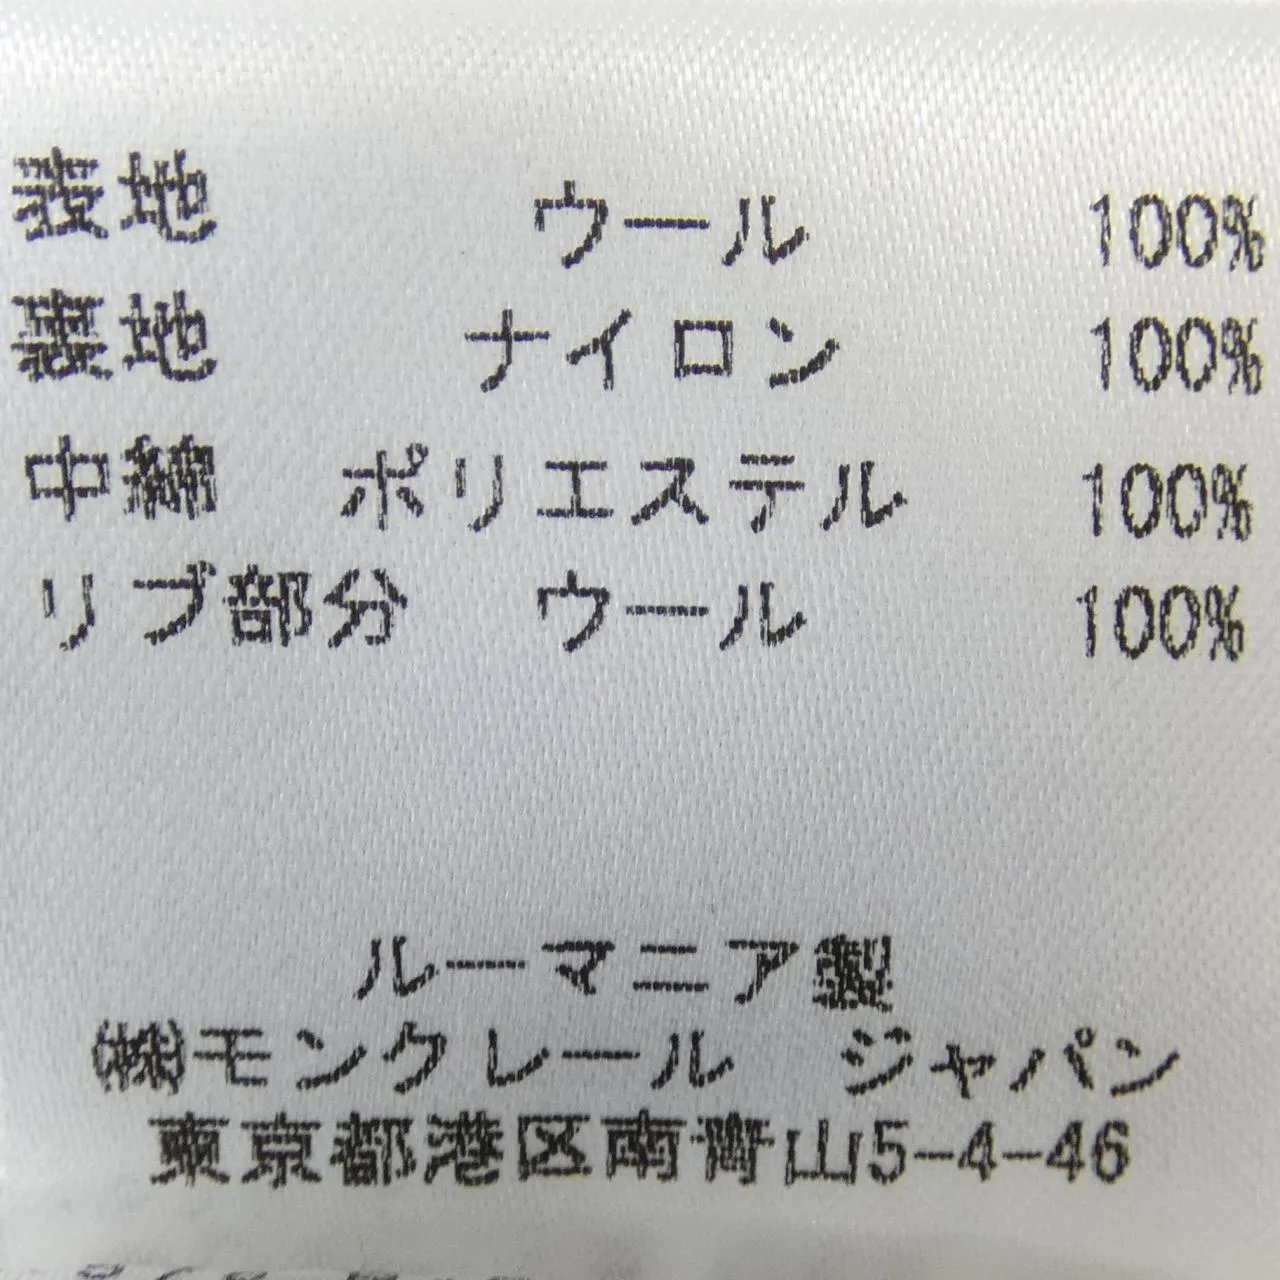 表地 ウール 100%
裏地 ナイロン 100%
中綿 ポリエステル 100%
リブ部分 ウール 100%
ルーマニア製
㈱モンクレール ジャパン
東京都港区南青山5-4-46